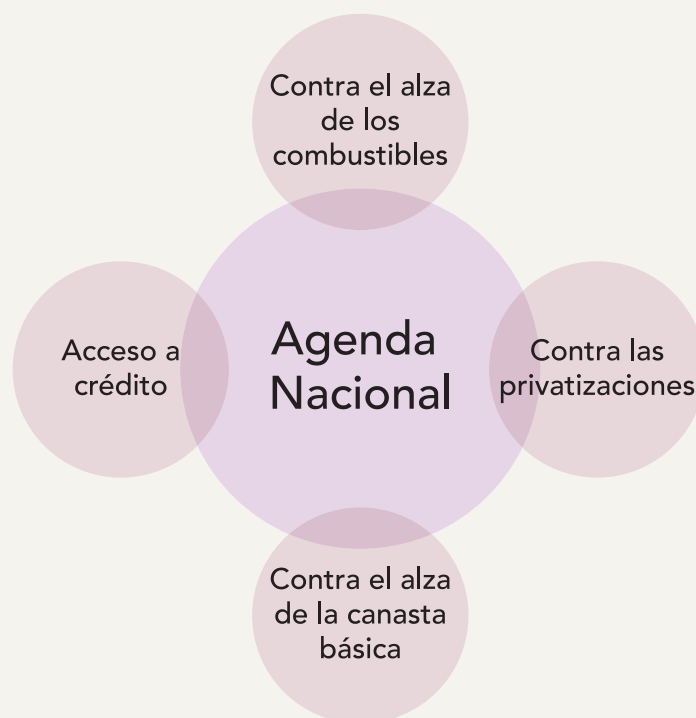 Contra el alza
de los
combustibles
Acceso a
crédito
Agenda
Nacional
Contra las
privatizaciones
Contra el alza
de la canasta
básica